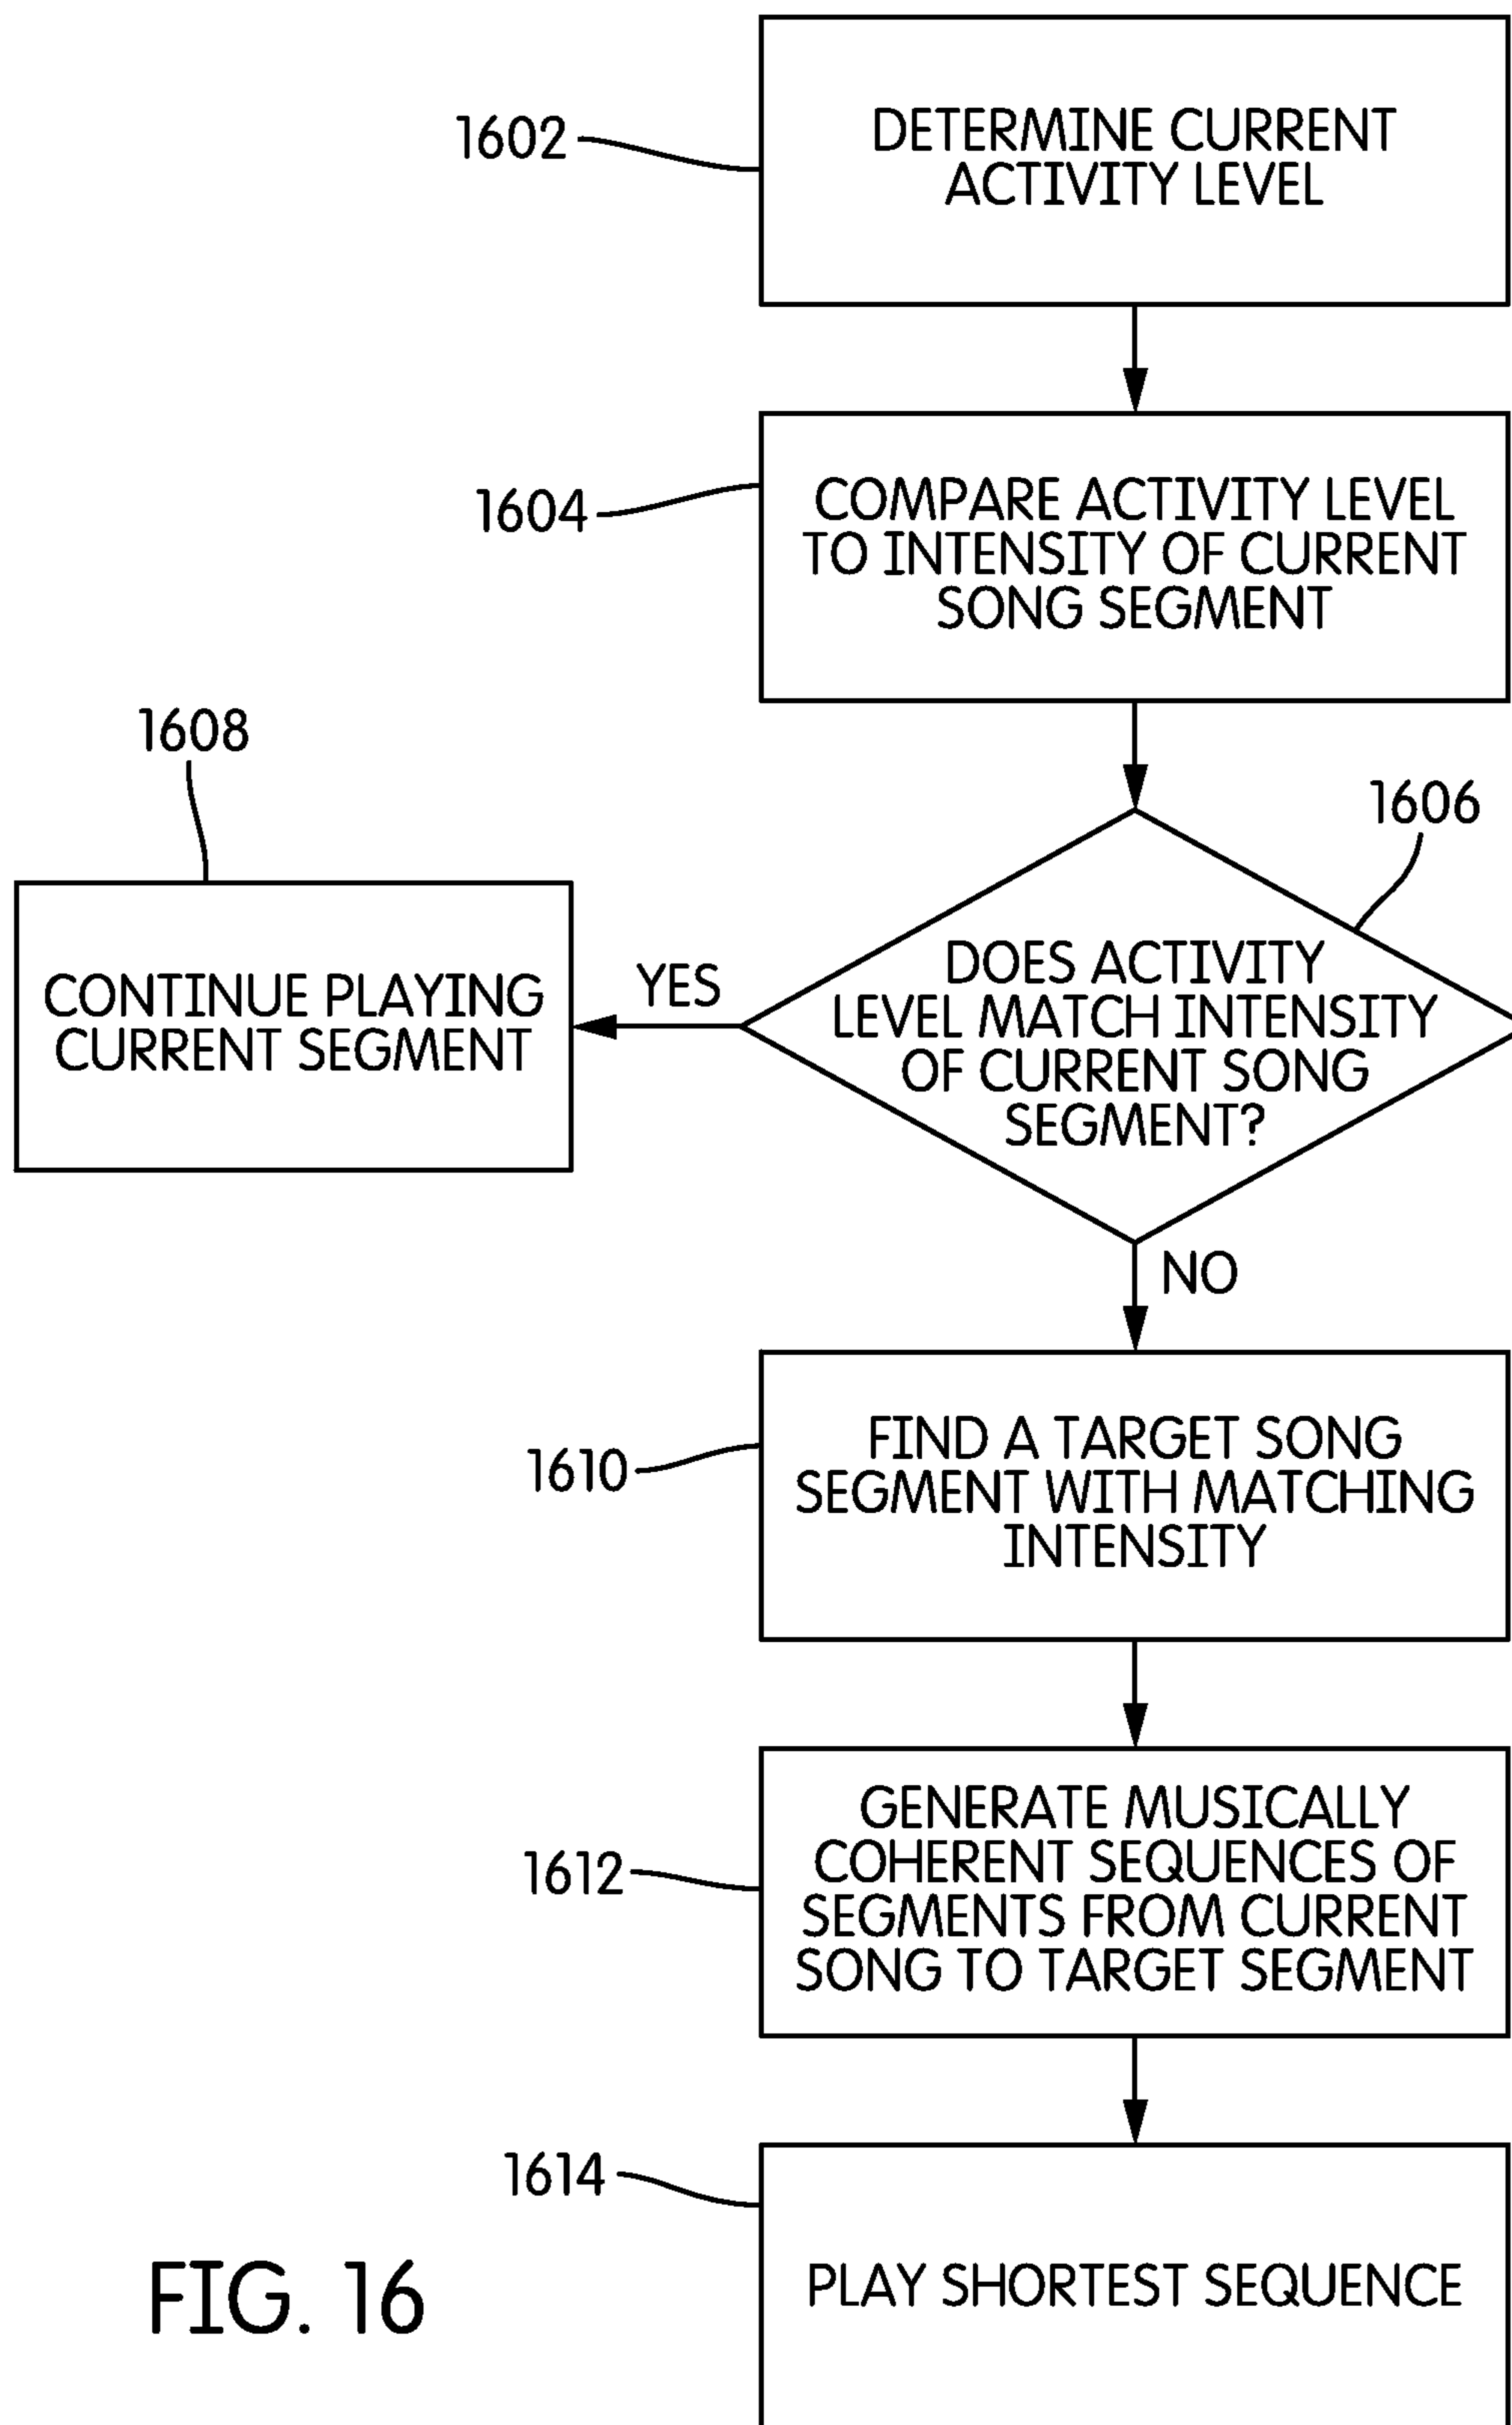 1602
DETERMINE CURRENT
ACTIVITY LEVEL
1604
COMPARE ACTIVITY LEVEL
TO INTENSITY OF CURRENT
SONG SEGMENT
1606
DOES ACTIVITY
LEVEL MATCH INTENSITY
OF CURRENT SONG
SEGMENT?
YES
1608
CONTINUE PLAYING
CURRENT SEGMENT
NO
1610
FIND A TARGET SONG
SEGMENT WITH MATCHING
INTENSITY
1612
GENERATE MUSICALLY
COHERENT SEQUENCES OF
SEGMENTS FROM CURRENT
SONG TO TARGET SEGMENT
1614
PLAY SHORTEST SEQUENCE
FIG. 16